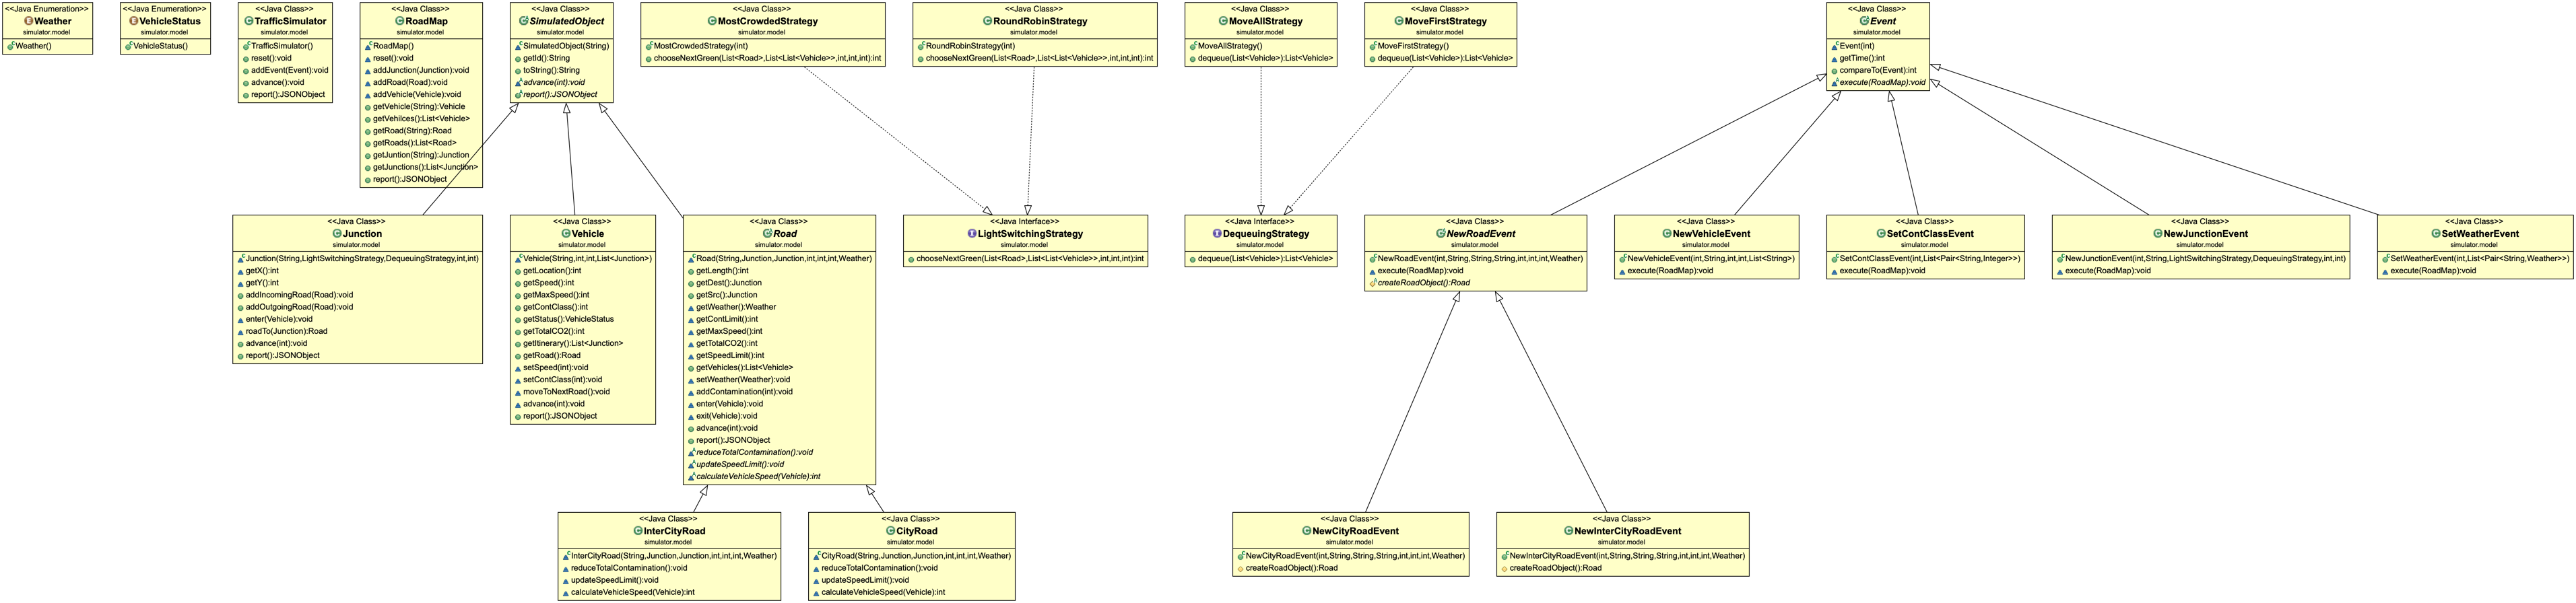 <<Java Enumeration>>
Weather
simulator.model
Weather()
<<Java Enumeration>>
VehicleStatus
simulator.model
VehicleStatus()
<<Java Class>>
TrafficSimulator
simulator.model
TrafficSimulator()
reset():void
addEvent(Event):void
advance():void
report():JSONObject
<<Java Class>>
RoadMap
simulator.model
RoadMap()
reset():void
addJunction(Junction):void
addRoad(Road):void
addVehicle(Vehicle):void
getVehicle(String):Vehicle
getVehilces():List<Vehicle>
getRoad(String):Road
getRoads():List<Road>
getJuntion(String):Junction
getJunctions():List<Junction>
report():JSONObject
<<Java Class>>
SimulatedObject
simulator.model
SimulatedObject(String)
getId():String
toString():String
advance(int):void
report():JSONObject
<<Java Class>>
MostCrowdedStrategy
simulator.model
MostCrowdedStrategy(int)
chooseNextGreen(List<Road>,List<List<Vehicle>>,int,int,int):int
<<Java Class>>
RoundRobinStrategy
simulator.model
RoundRobinStrategy(int)
chooseNextGreen(List<Road>,List<List<Vehicle>>,int,int,int):int
<<Java Class>>
MoveAllStrategy
simulator.model
MoveAllStrategy()
dequeue(List<Vehicle>):List<Vehicle>
<<Java Class>>
MoveFirstStrategy
simulator.model
MoveFirstStrategy()
dequeue(List<Vehicle>):List<Vehicle>
<<Java Class>>
Event
simulator.model
Event(int)
getTime():int
compareTo(Event):int
execute(RoadMap):void
<<Java Class>>
Junction
simulator.model
Junction(String,LightSwitchingStrategy,DequeuingStrategy,int,int)
getX():int
getY():int
addIncomingRoad(Road):void
addOutgoingRoad(Road):void
enter(Vehicle):void
roadTo(Junction):Road
advance(int):void
report():JSONObject
<<Java Class>>
Vehicle
simulator.model
Vehicle(String,int,int,List<Junction>)
getLocation():int
getSpeed():int
getMaxSpeed():int
getContClass():int
getStatus():VehicleStatus
getTotalCO2():int
getItinerary():List<Junction>
getRoad():Road
setSpeed(int):void
setContClass(int):void
moveToNextRoad():void
advance(int):void
report():JSONObject
<<Java Class>>
Road
simulator.model
Road(String,Junction,Junction,int,int,int,Weather)
getLength():int
getDest():Junction
getSrc():Junction
getWeather():Weather
getContLimit():int
getMaxSpeed():int
getTotalCO2():int
getSpeedLimit():int
getVehicles():List<Vehicle>
setWeather(Weather):void
addContamination(int):void
enter(Vehicle):void
exit(Vehicle):void
advance(int):void
report():JSONObject
reduceTotalContamination():void
updateSpeedLimit():void
calculateVehicleSpeed(Vehicle):int
<<Java Interface>>
LightSwitchingStrategy
simulator.model
chooseNextGreen(List<Road>,List<List<Vehicle>>,int,int,int):int
<<Java Interface>>
DequeuingStrategy
simulator.model
dequeue(List<Vehicle>):List<Vehicle>
<<Java Class>>
NewRoadEvent
simulator.model
NewRoadEvent(int,String,String,String,int,int,int,Weather)
execute(RoadMap):void
createRoadObject():Road
<<Java Class>>
NewVehicleEvent
simulator.model
NewVehicleEvent(int,String,int,int,List<String>)
execute(RoadMap):void
<<Java Class>>
SetContClassEvent
simulator.model
SetContClassEvent(int,List<Pair<String,Integer>>)
execute(RoadMap):void
<<Java Class>>
NewJunctionEvent
simulator.model
NewJunctionEvent(int,String,LightSwitchingStrategy,DequeuingStrategy,int,int)
execute(RoadMap):void
<<Java Class>>
SetWeatherEvent
simulator.model
SetWeatherEvent(int,List<Pair<String,Weather>>)
execute(RoadMap):void
<<Java Class>>
InterCityRoad
simulator.model
InterCityRoad(String,Junction,Junction,int,int,int,Weather)
reduceTotalContamination():void
updateSpeedLimit():void
calculateVehicleSpeed(Vehicle):int
<<Java Class>>
CityRoad
simulator.model
CityRoad(String,Junction,Junction,int,int,int,Weather)
reduceTotalContamination():void
updateSpeedLimit():void
calculateVehicleSpeed(Vehicle):int
<<Java Class>>
NewCityRoadEvent
simulator.model
NewCityRoadEvent(int,String,String,String,int,int,int,Weather)
createRoadObject():Road
<<Java Class>>
NewInterCityRoadEvent
simulator.model
NewInterCityRoadEvent(int,String,String,String,int,int,int,Weather)
createRoadObject():Road